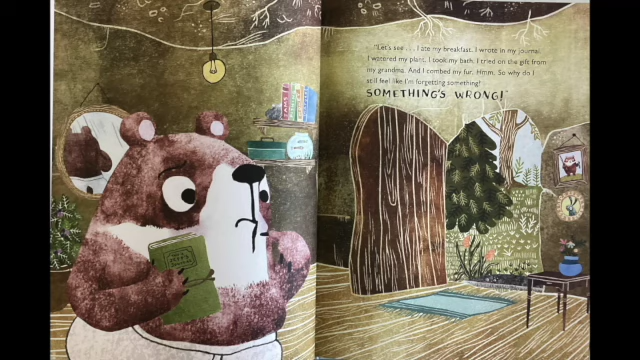 "Let's see . . . I ate my breakfast. I wrote in my journal.
I watered my plant. I took my bath. I tried on the gift from
my grandma. And I combed my fur. Hmm. So why do I
still feel like I'm forgetting something?
SOMETHING'S WRONG!"